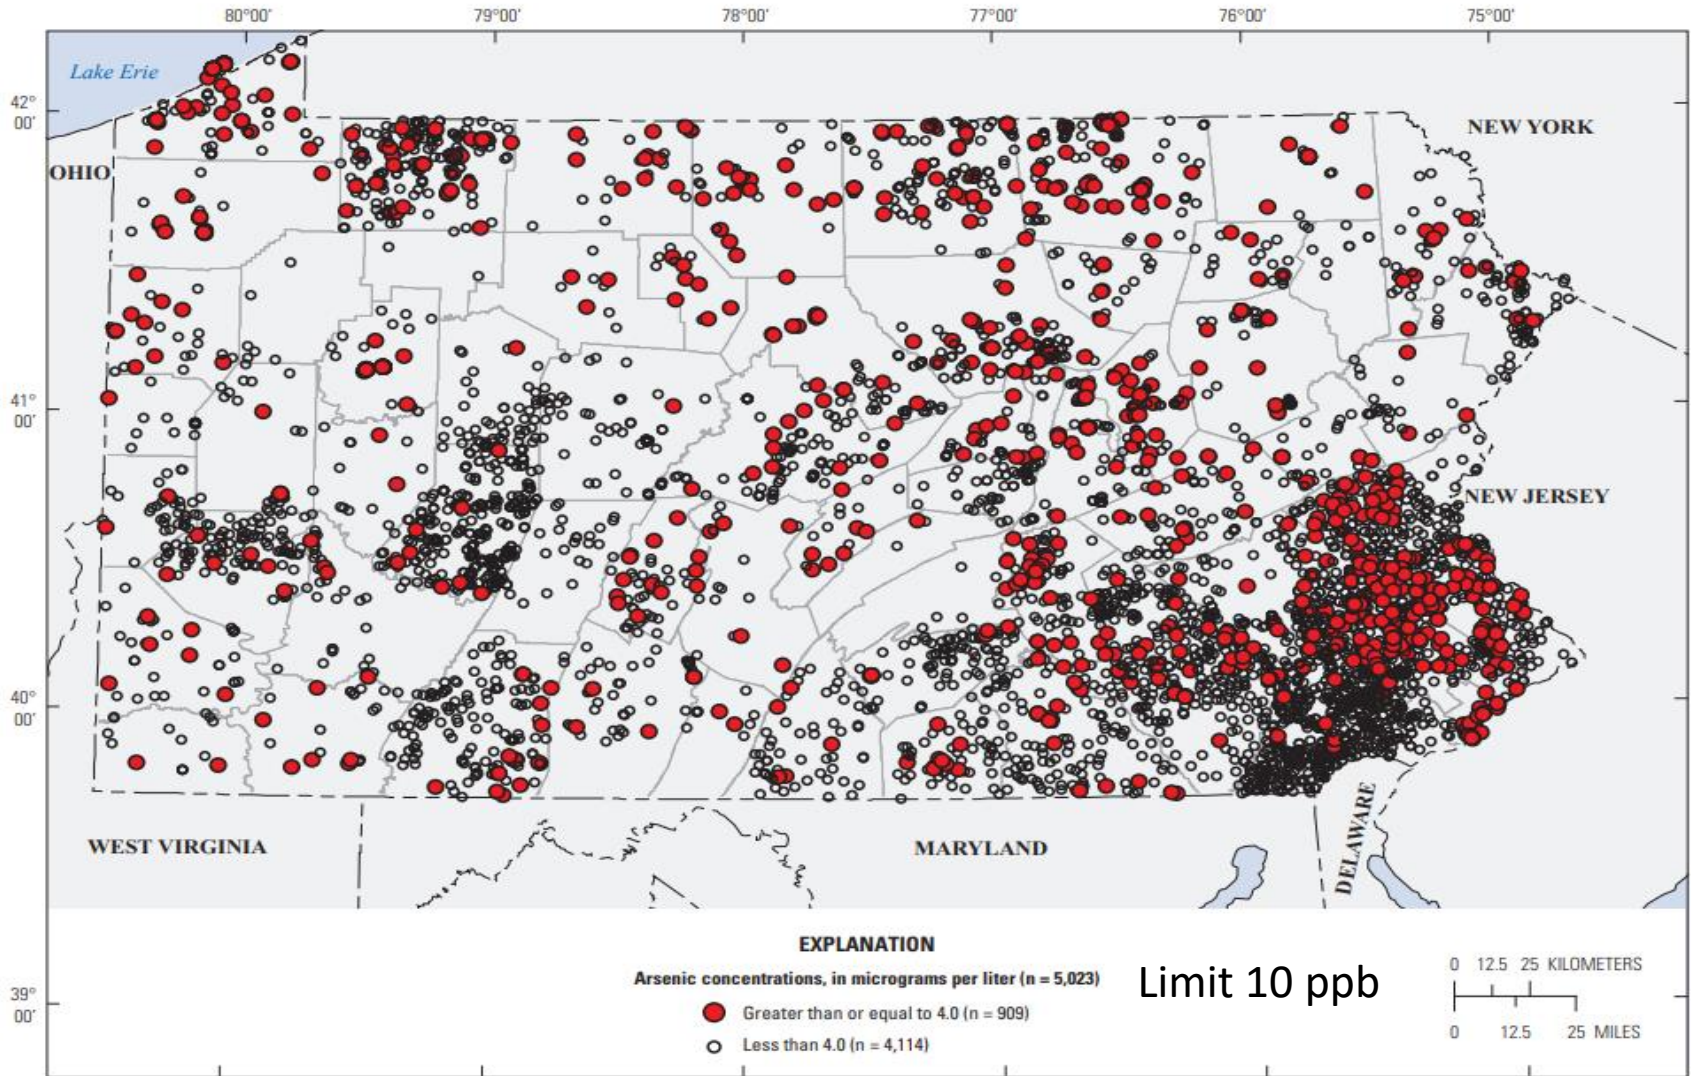 80°00′ 79°00′ 78°00′ 77°00′ 76°00′ 75°00′
Lake Erie
42°
00′
NEW YORK
OHIO
41°
00′
NEW JERSEY
40°
00′
WEST VIRGINIA
MARYLAND
DELAWARE
EXPLANATION
Arsenic concentrations, in micrograms per liter (n = 5,023)
Greater than or equal to 4.0 (n = 909)
Less than 4.0 (n = 4,114)
Limit 10 ppb
0 12.5 25 KILOMETERS
0 12.5 25 MILES
39°
00′